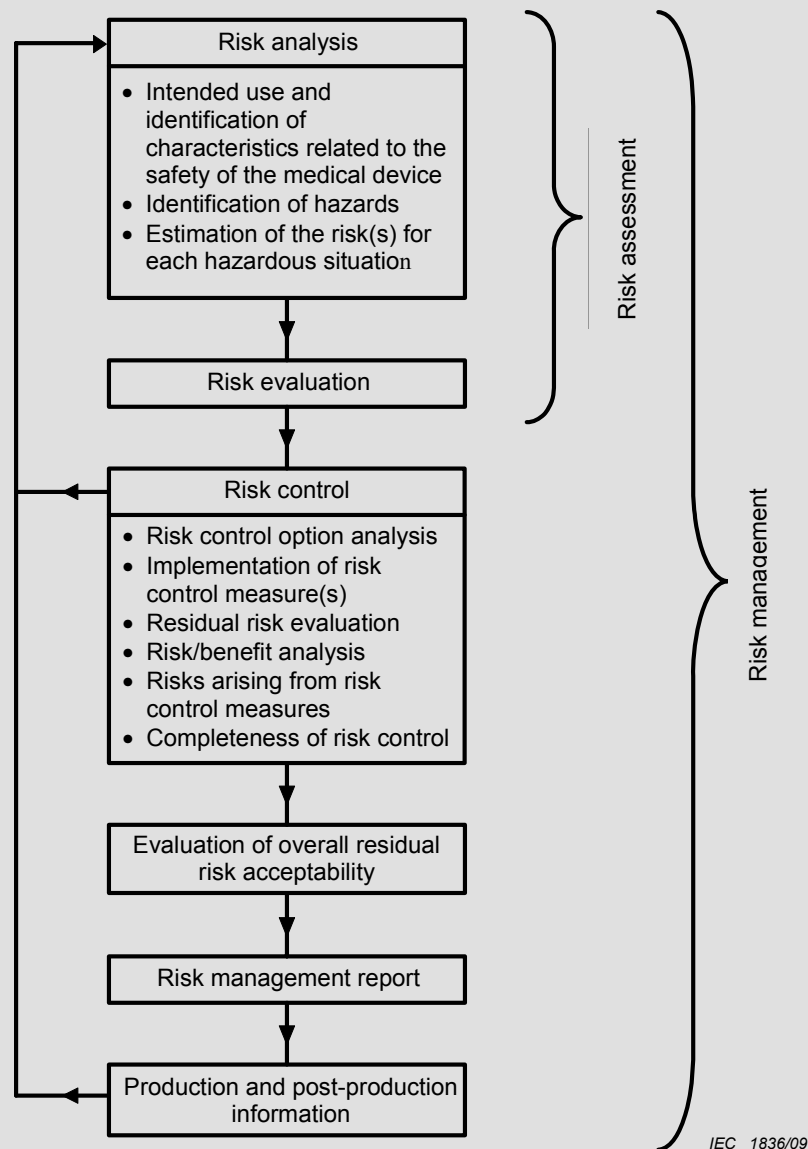 Risk analysis
• Intended use and
identification of
characteristics related to the
safety of the medical device
• Identification of hazards
• Estimation of the risk(s) for
each hazardous situation
Risk evaluation
Risk assessment
Risk control
• Risk control option analysis
• Implementation of risk
control measure(s)
• Residual risk evaluation
• Risk/benefit analysis
• Risks arising from risk
control measures
• Completeness of risk control
Risk management
Evaluation of overall residual
risk acceptability
Risk management report
Production and post-production
information
IEC 1836/09